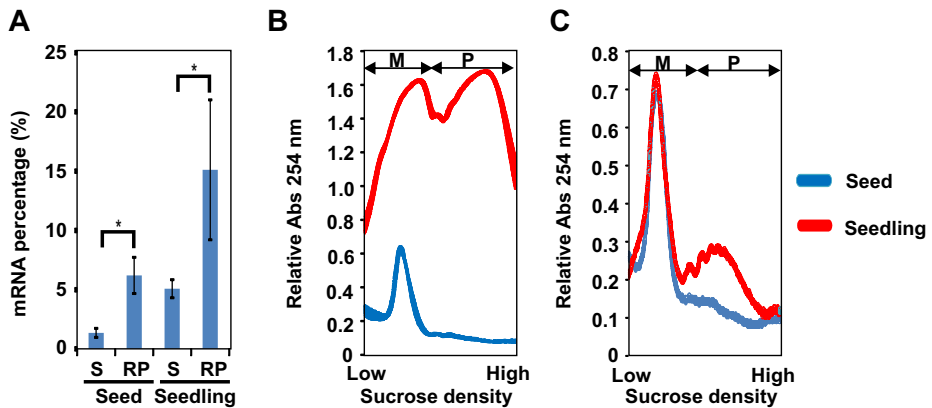 A
mRNA percentage (%)
25
20
15
10
5
0
*
*
S RP S RP
Seed Seedling
B
Relative Abs 254 nm
1.8
1.6
1.4
1.2
1.0
0.8
0.6
0.4
0.2
0
M P
Low High
Sucrose density
C
Relative Abs 254 nm
0.8
0.7
0.6
0.5
0.4
0.3
0.2
0.1
0
M P
Low High
Sucrose density
Seed
Seedling